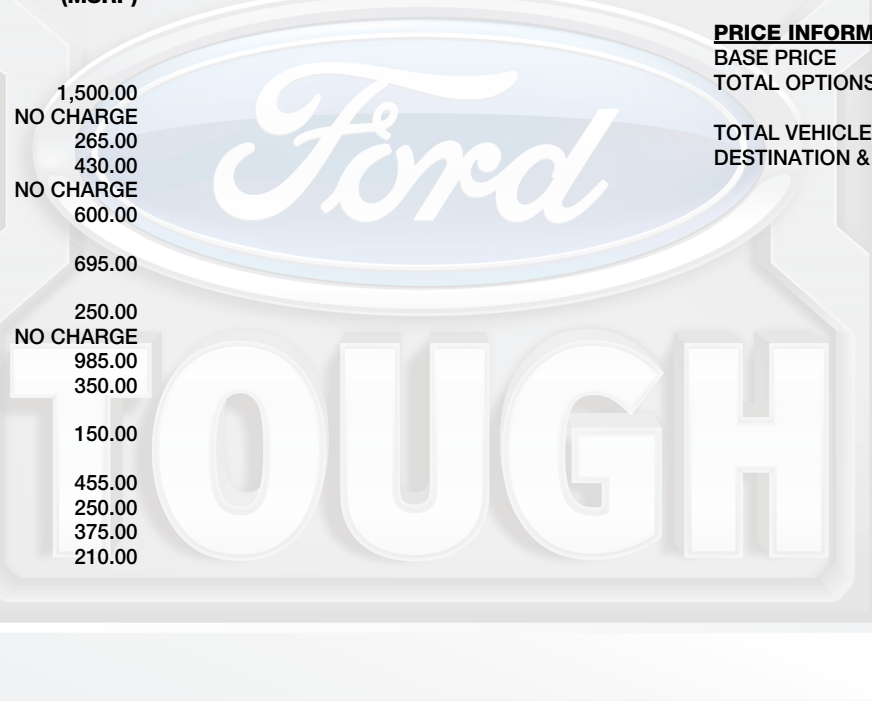 (MSRP)
1,500.00
NO CHARGE
265.00
430.00
NO CHARGE
600.00
695.00
250.00
NO CHARGE
985.00
350.00
150.00
455.00
250.00
375.00
210.00
PRICE INFORM
BASE PRICE
TOTAL OPTIONS
TOTAL VEHICLE
DESTINATION &
Ford
TOUGH